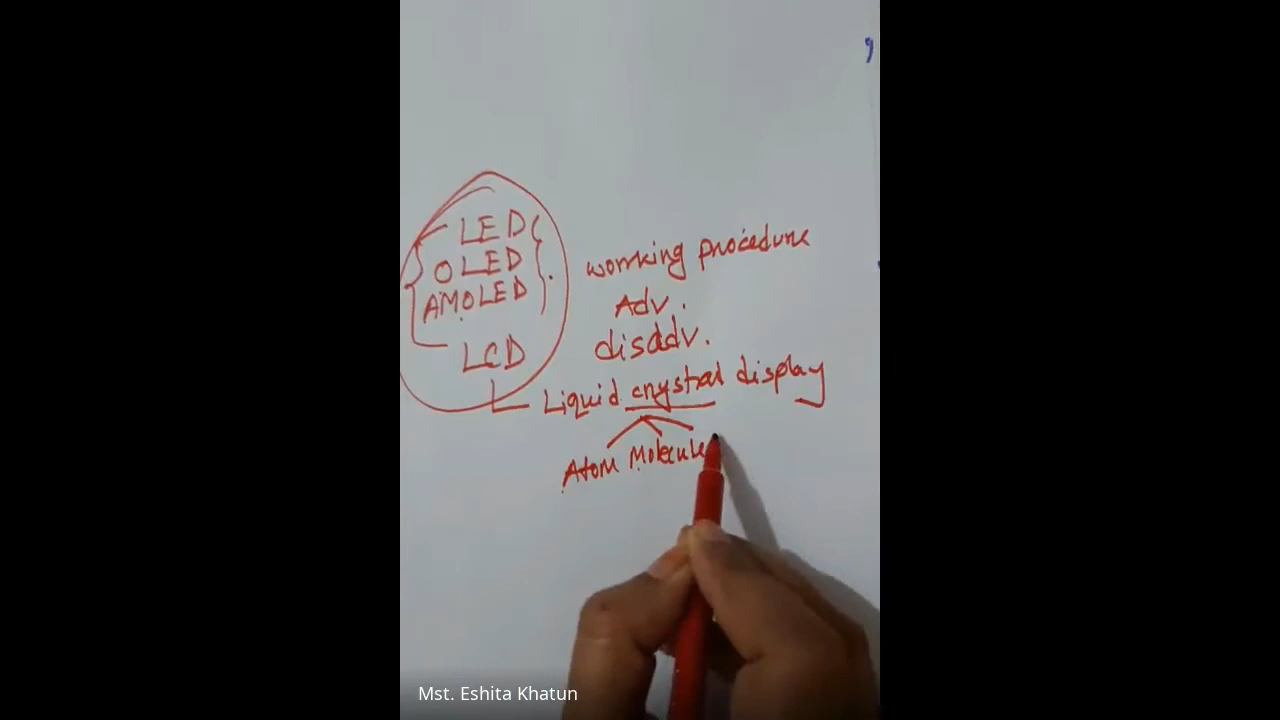 LED
OLED
AMOLED
LCD
working procedure
Adv.
disadv.
Liquid crystal display
Atom Molecule
Mst. Eshita Khatun